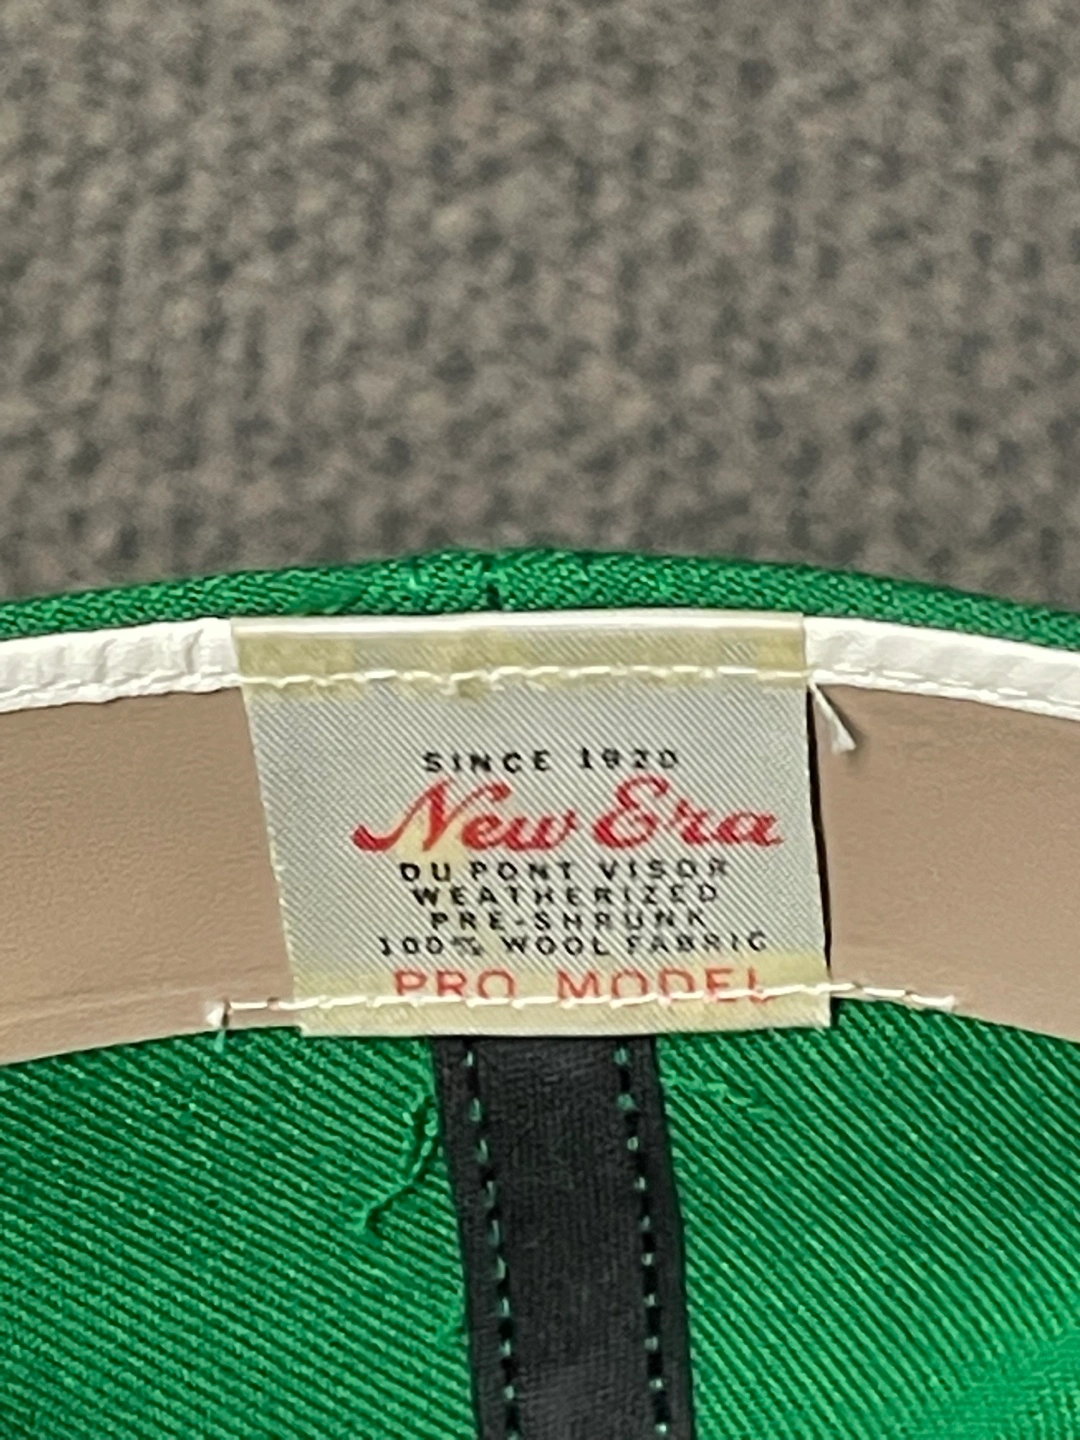 SINCE 1920
New Era
DU PONT VISOR
WEATHERIZED
PRE-SHRUNK
100% WOOL FABRIC
PRO MODEL